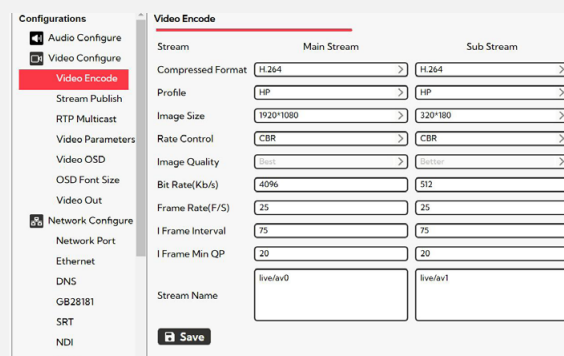 Configurations
Audio Configure
Video Configure
Video Encode
Stream Publish
RTP Multicast
Video Parameters
Video OSD
OSD Font Size
Video Out
Network Configure
Network Port
Ethernet
DNS
GB28181
SRT
NDI
Video Encode
Stream Main Stream Sub Stream
Compressed Format H.264 H.264
Profile HP HP
Image Size 1920*1080 320*180
Rate Control CBR CBR
Image Quality Best Better
Bit Rate(Kb/s) 4096 512
Frame Rate(F/S) 25 25
I Frame Interval 75 75
I Frame Min QP 20 20
Stream Name live/av0 live/av1
Save